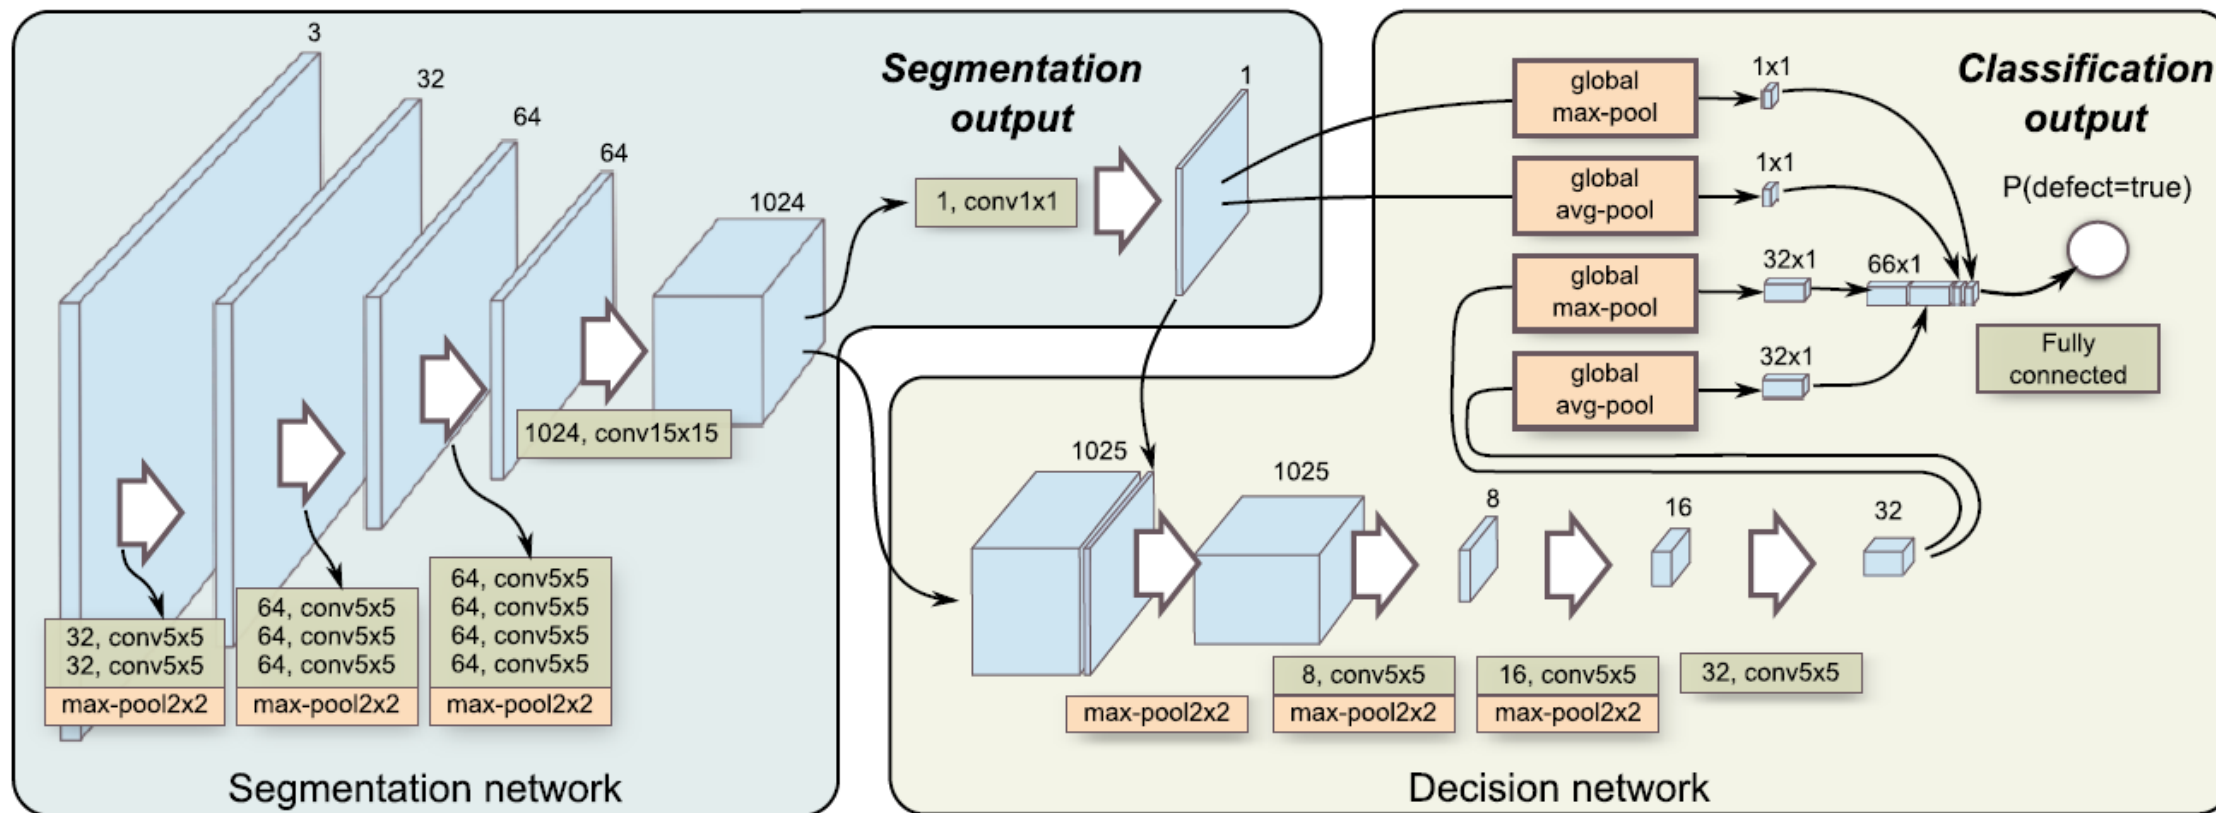 3
32
64
64
1024
Segmentation
output
1, conv1x1
1
1024, conv15x15
32, conv5x5
32, conv5x5
max-pool2x2
64, conv5x5
64, conv5x5
64, conv5x5
max-pool2x2
64, conv5x5
64, conv5x5
64, conv5x5
64, conv5x5
max-pool2x2
Segmentation network
global
max-pool
1x1
global
avg-pool
1x1
global
max-pool
32x1
global
avg-pool
32x1
66x1
Classification
output
P(defect=true)
Fully
connected
1025
1025
8
16
32
max-pool2x2
8, conv5x5
max-pool2x2
16, conv5x5
max-pool2x2
32, conv5x5
Decision network